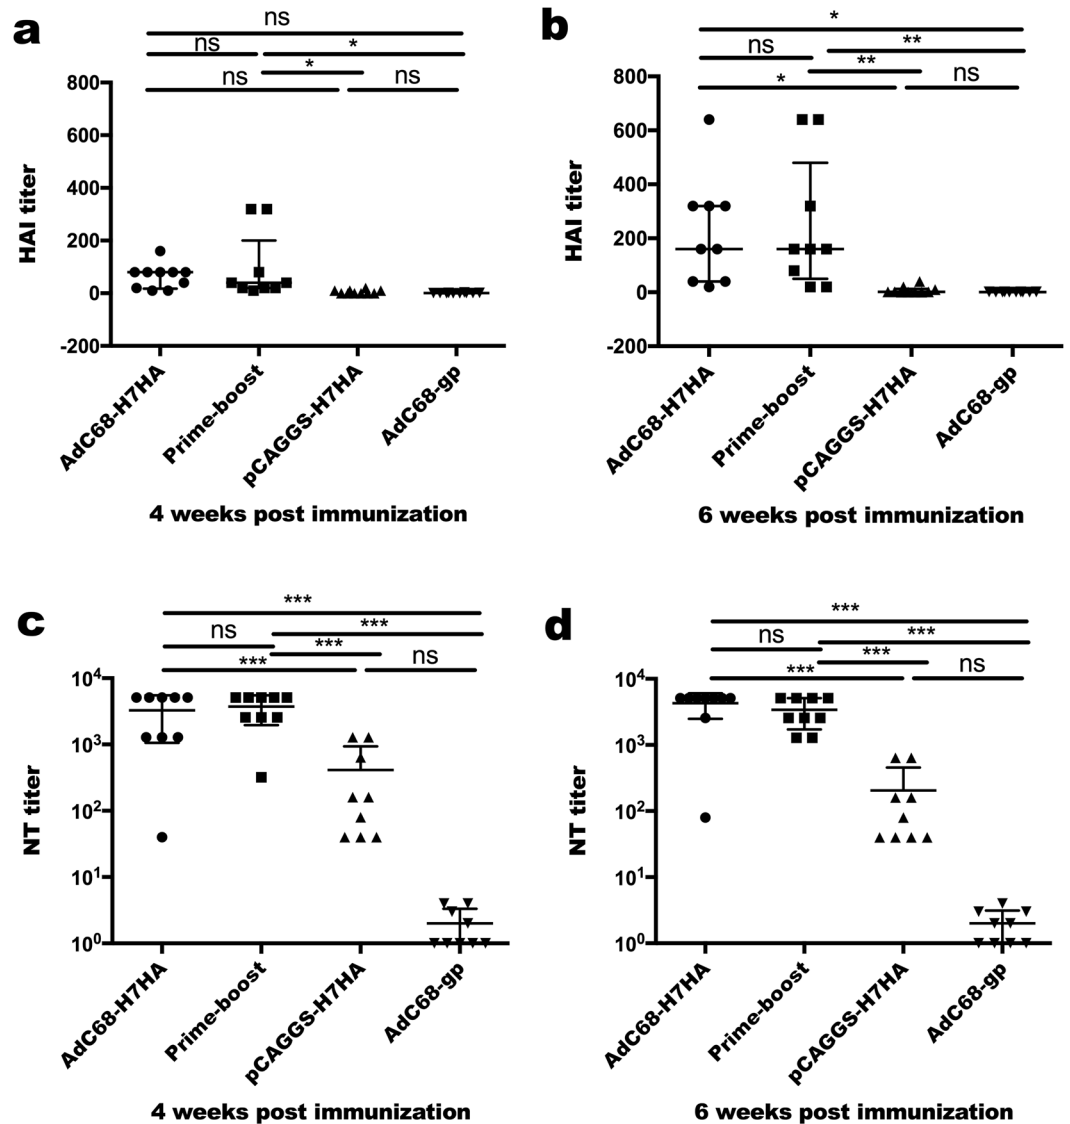 a
ns
ns
*
*
ns
ns
800
600
400
200
0
-200
HAI titer
AdC68-H7HA
Prime-boost
pCAGGS-H7HA
AdC68-gp
4 weeks post immunization
b
*
ns
**
**
*
ns
800
600
400
200
0
-200
HAI titer
AdC68-H7HA
Prime-boost
pCAGGS-H7HA
AdC68-gp
6 weeks post immunization
c
***
ns
***
***
***
ns
10⁴
10³
10²
10¹
10⁰
NT titer
AdC68-H7HA
Prime-boost
pCAGGS-H7HA
AdC68-gp
4 weeks post immunization
d
***
ns
***
***
***
ns
10⁴
10³
10²
10¹
10⁰
NT titer
AdC68-H7HA
Prime-boost
pCAGGS-H7HA
AdC68-gp
6 weeks post immunization